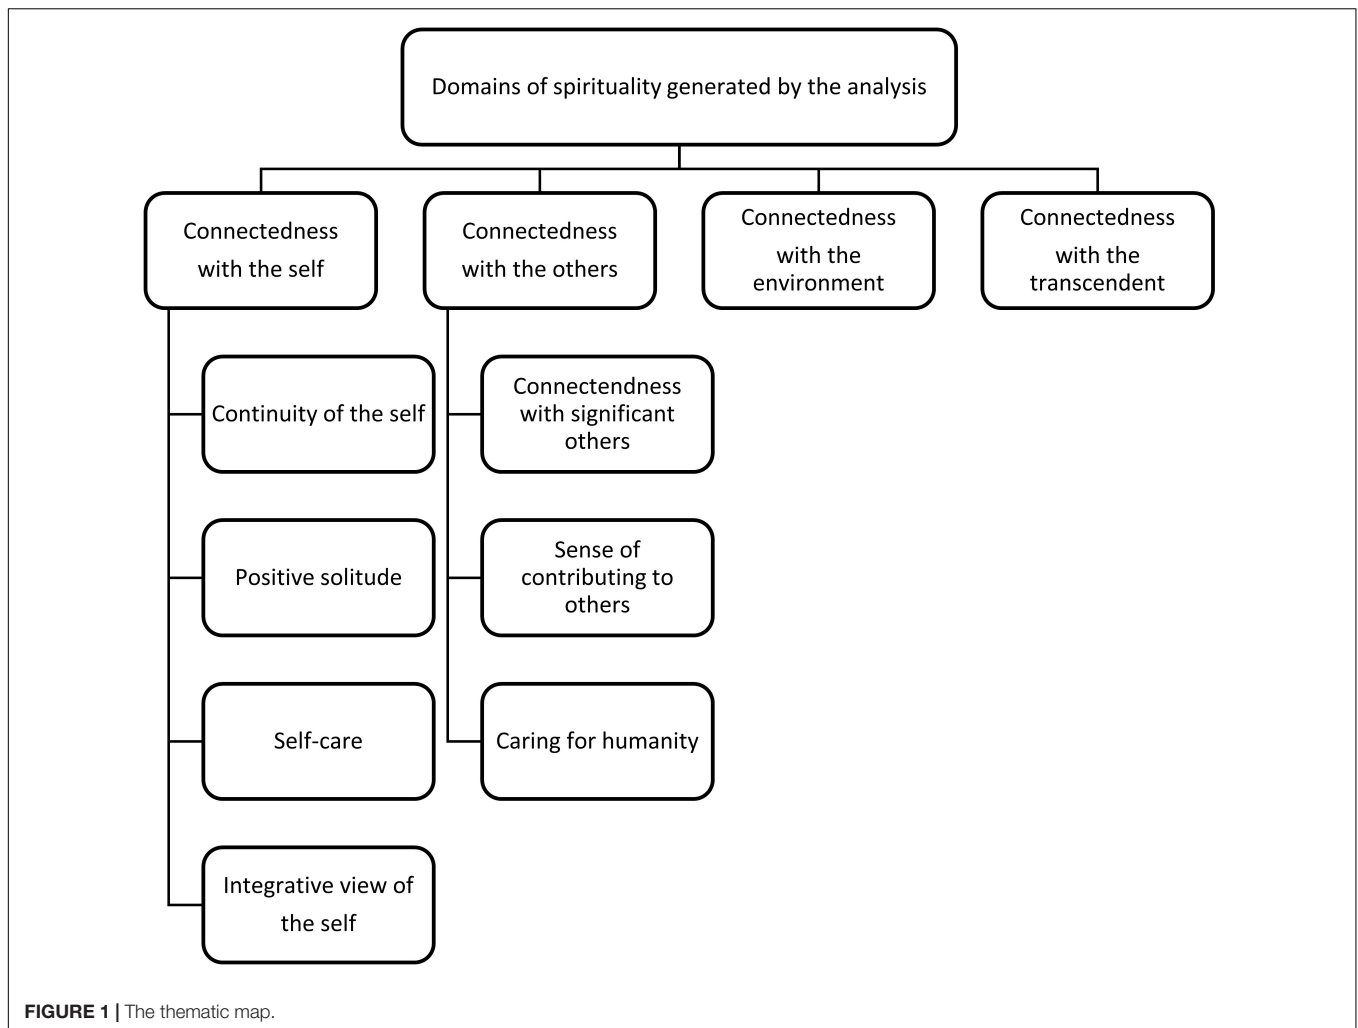 Domains of spirituality generated by the analysis
Connectedness
with the self
Connectedness
with the others
Connectedness
with the
environment
Connectedness
with the
transcendent
Continuity of the self
Positive solitude
Self-care
Integrative view of
the self
Connectendness
with significant
others
Sense of
contributing to
others
Caring for humanity
FIGURE 1 | The thematic map.